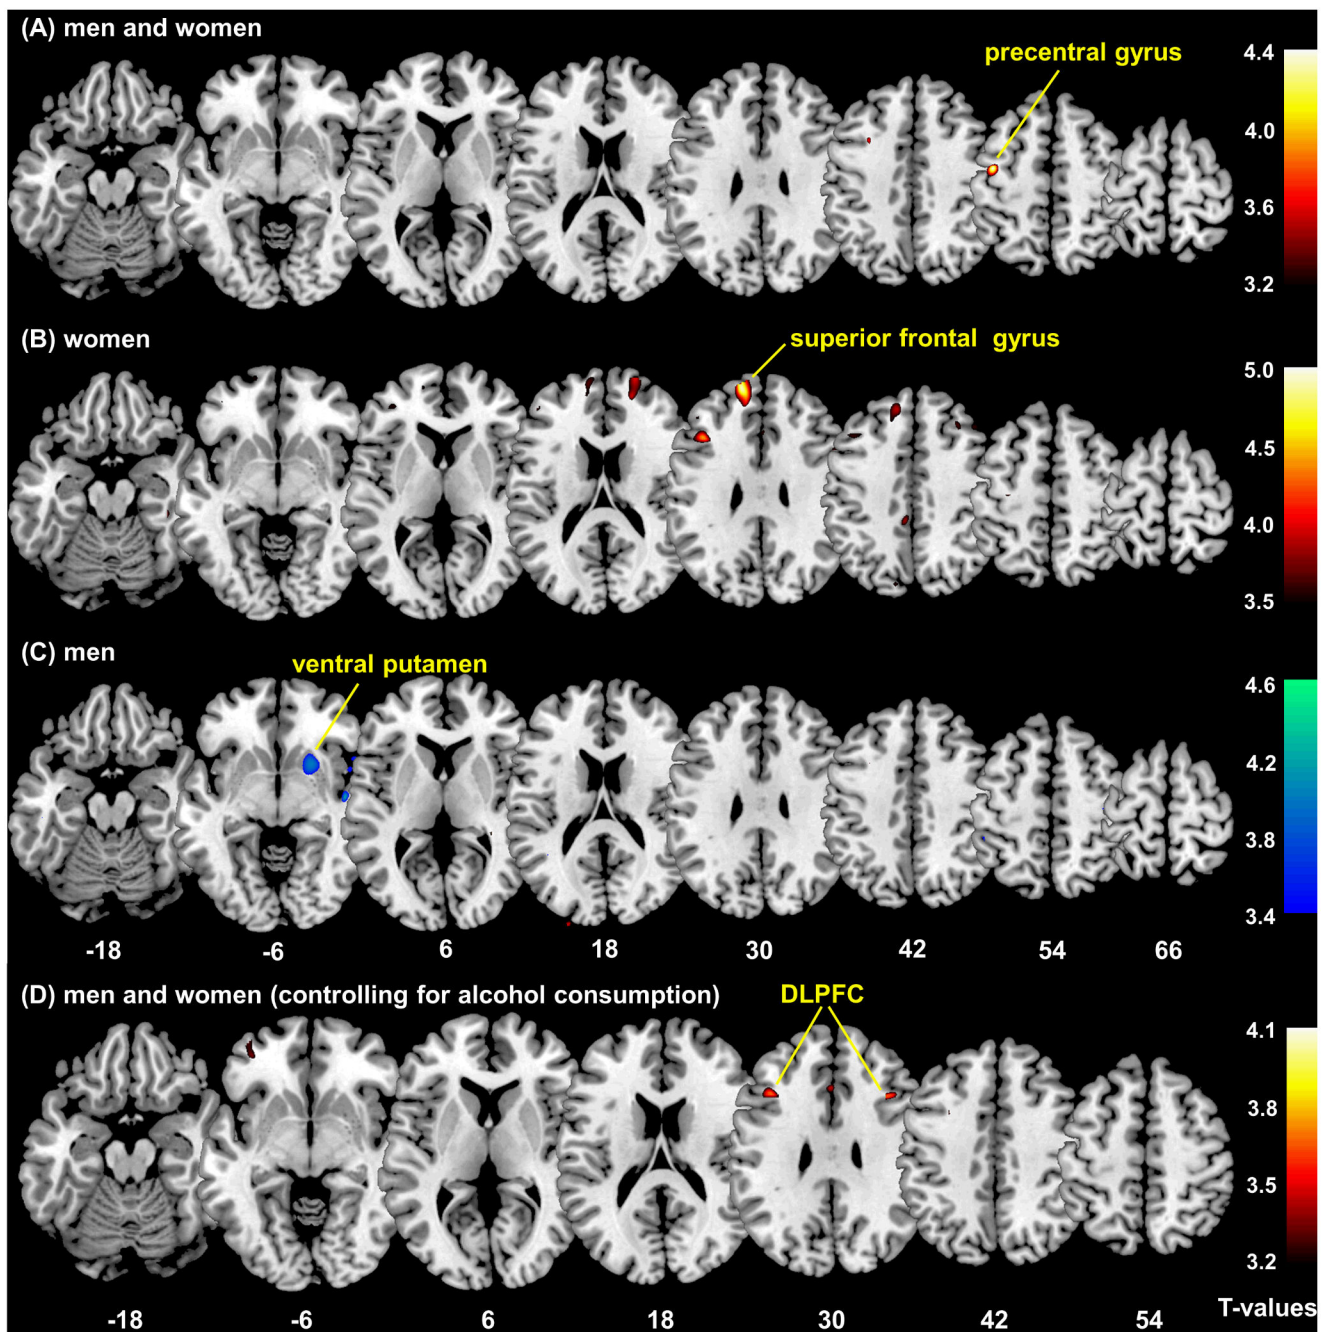 (A) men and women
precentral gyrus
4.4
4.0
3.6
3.2
(B) women
superior frontal gyrus
5.0
4.5
4.0
3.5
(C) men
ventral putamen
4.6
4.2
3.8
3.4
-18 -6 6 18 30 42 54 66
(D) men and women (controlling for alcohol consumption)
DLPFC
4.1
3.8
3.5
3.2
T-values
-18 -6 6 18 30 42 54